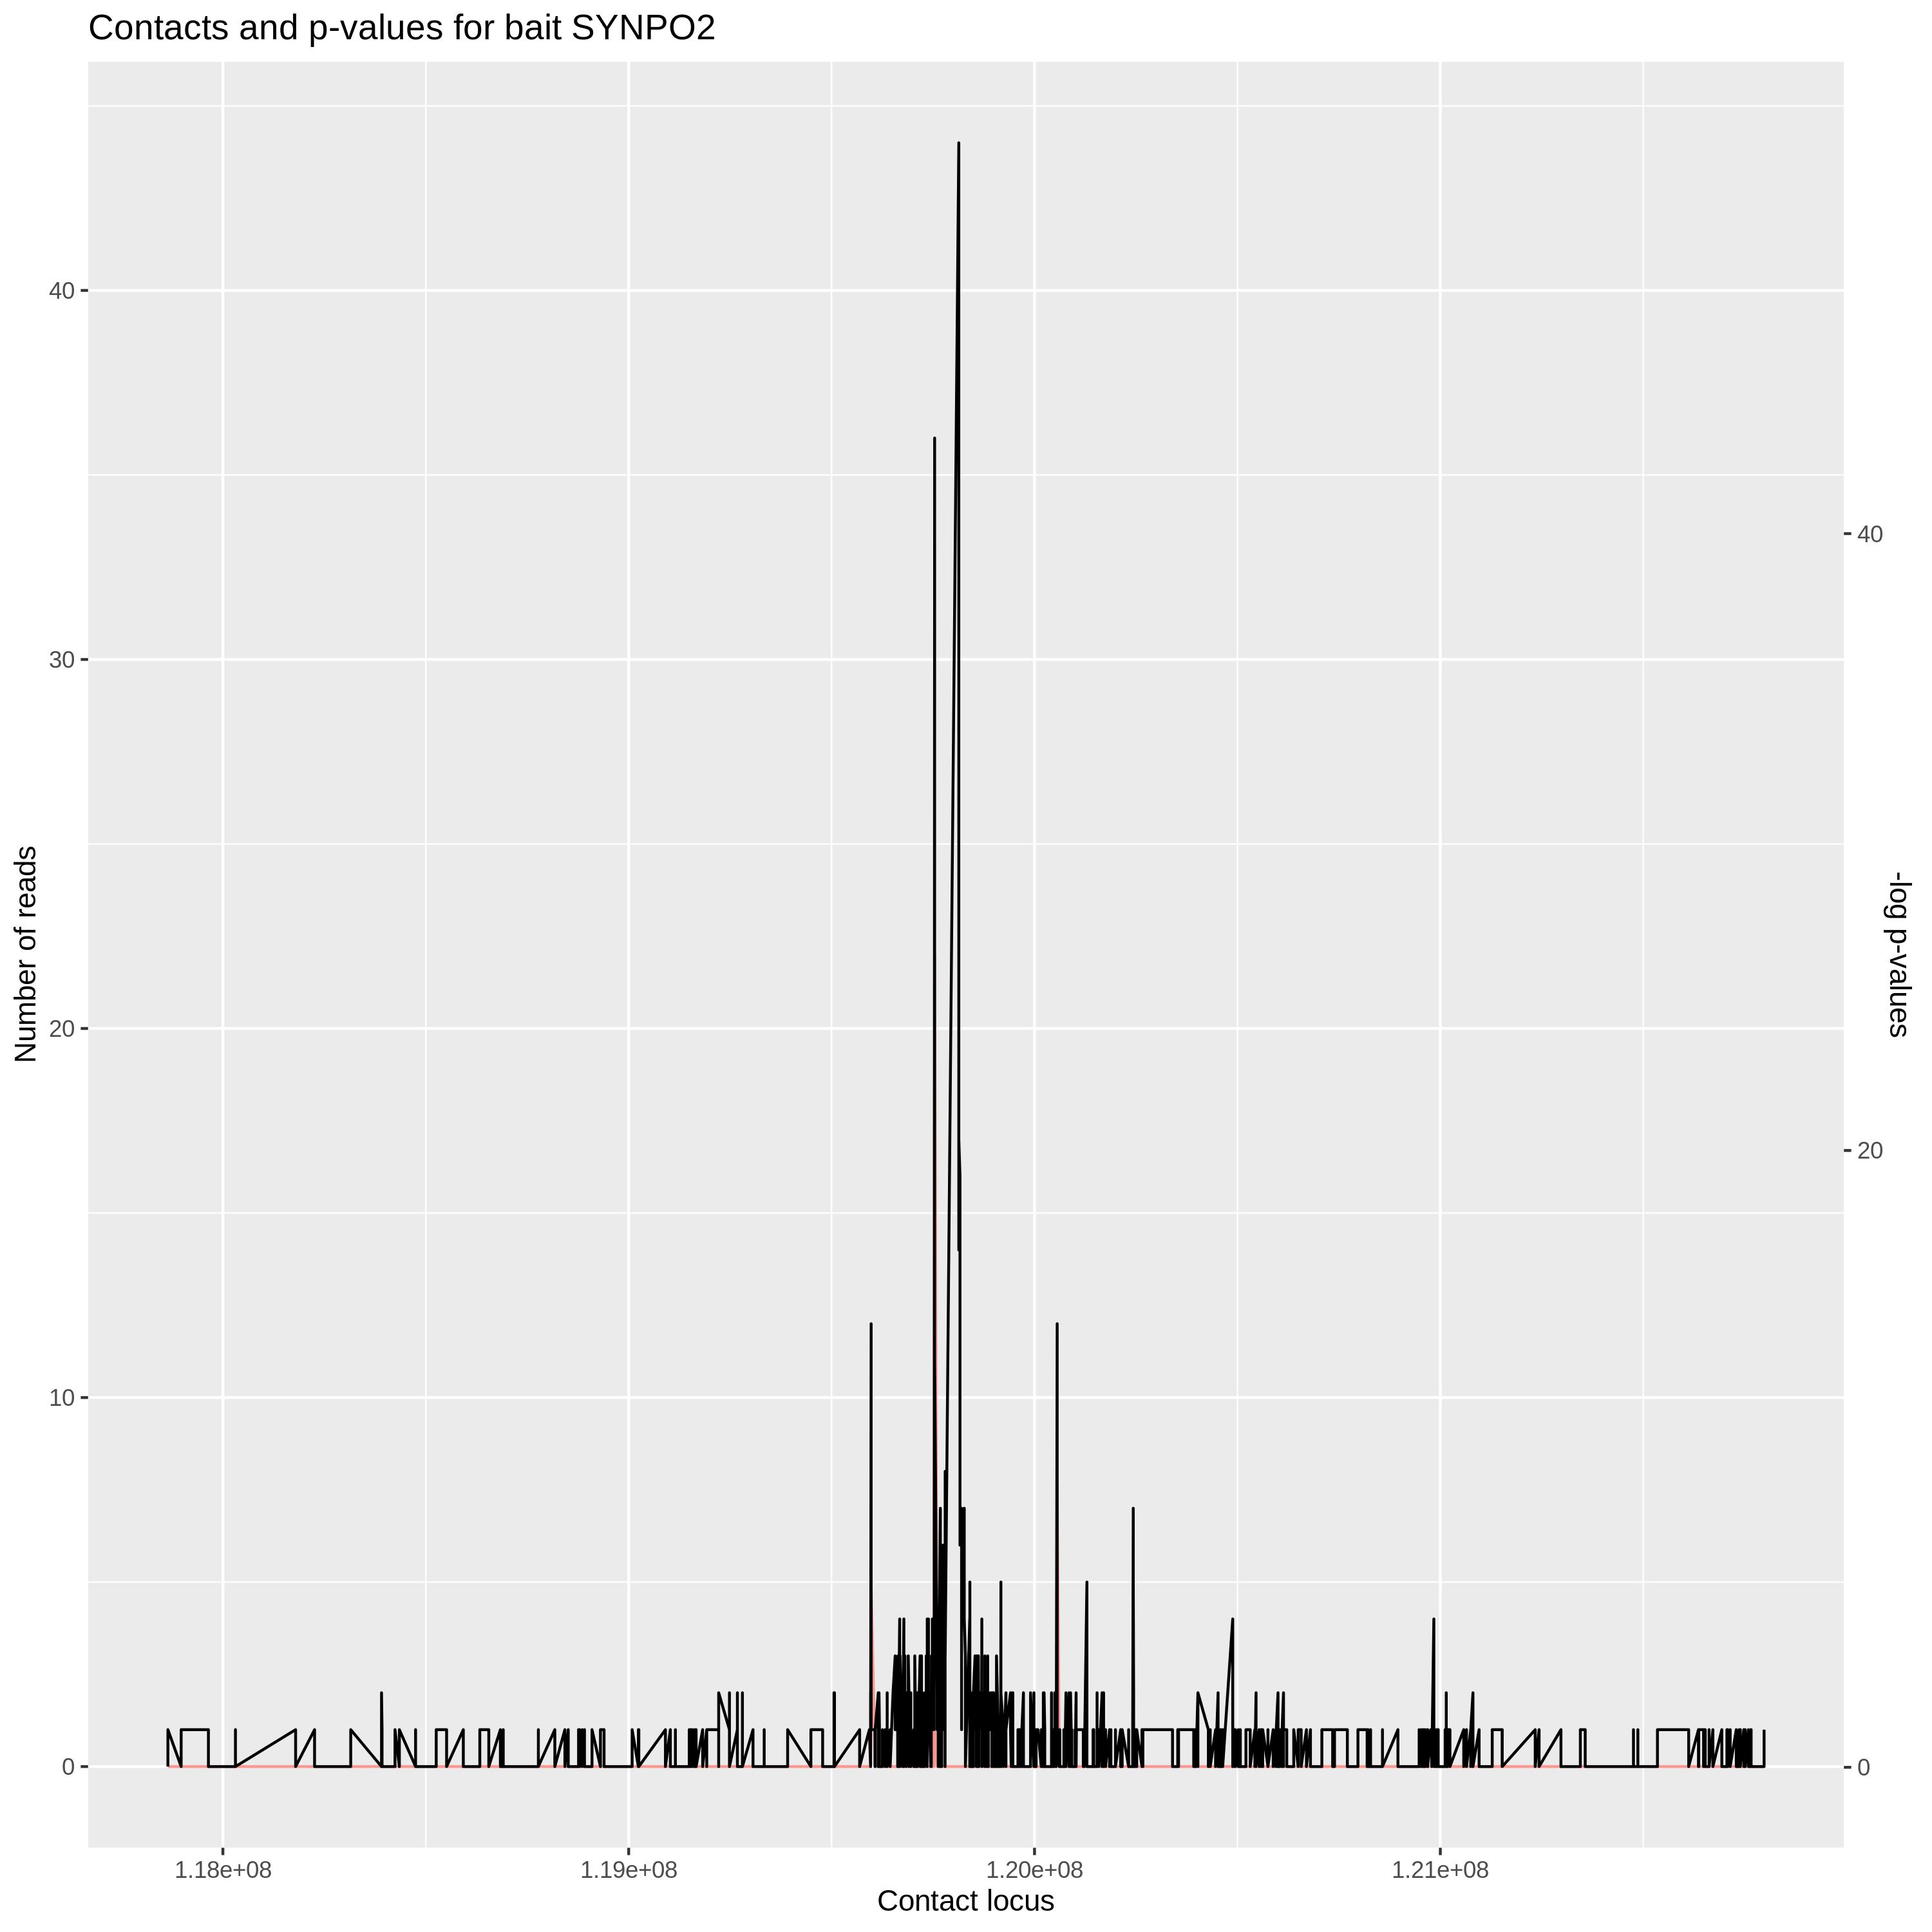 Contacts and p-values for bait SYNPO2
40
30
20
10
0
Number of reads
40
20
0
-log p-values
1.18e+08 1.19e+08 1.20e+08 1.21e+08
Contact locus